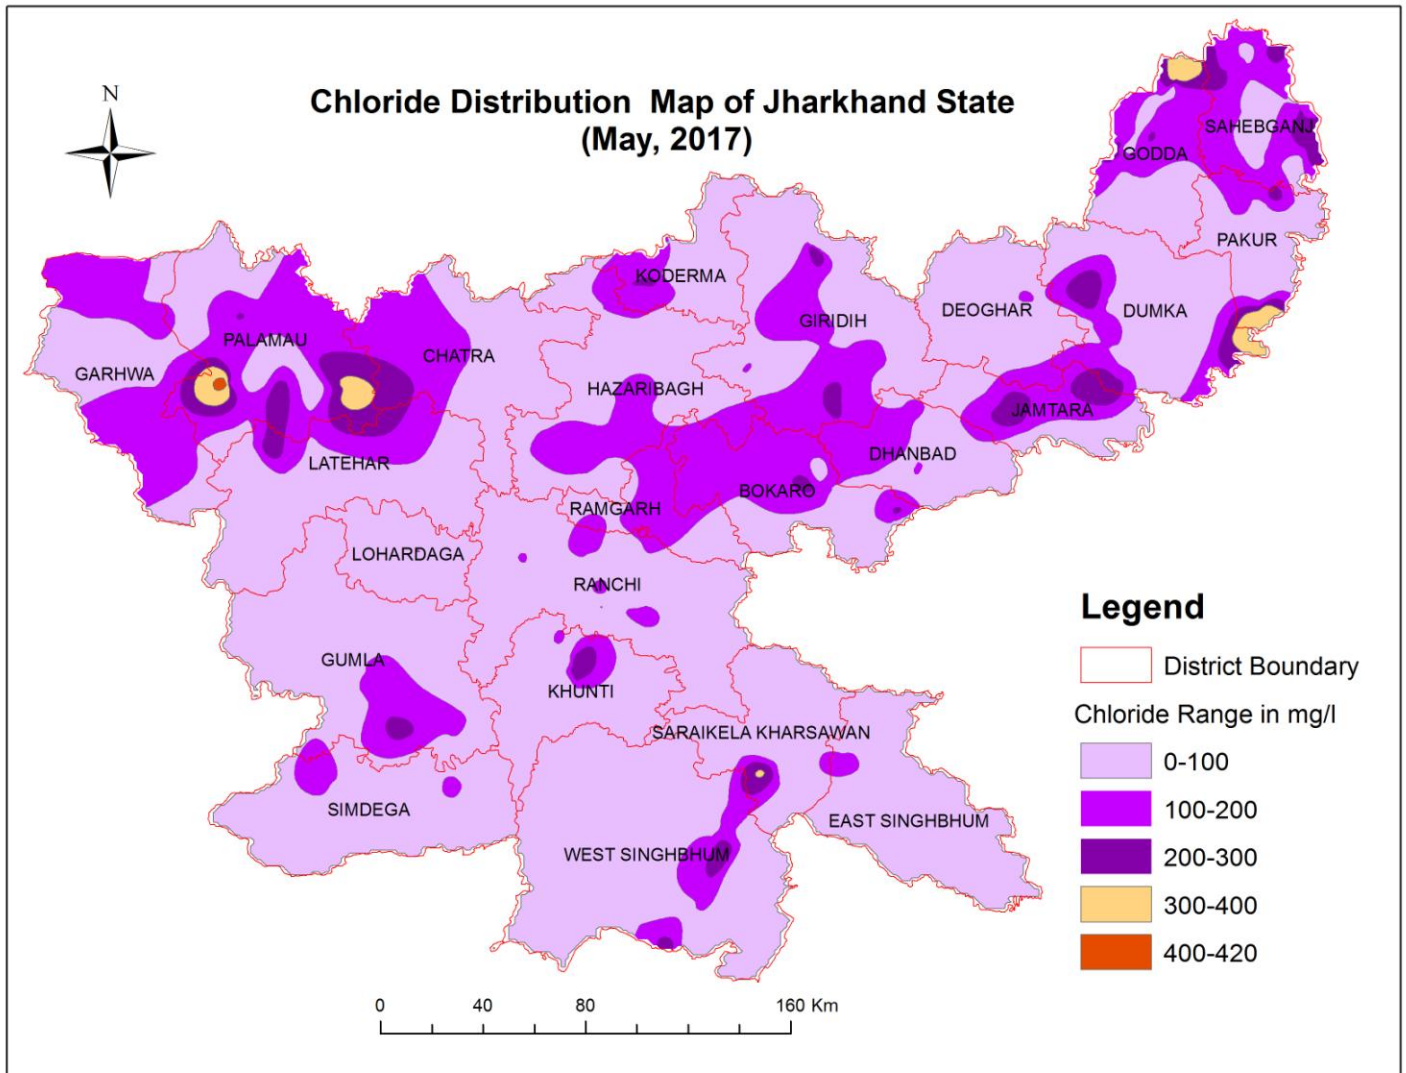 N
Chloride Distribution Map of Jharkhand State
(May, 2017)
SAHEBGANJ
GODDA
PAKUR
KODERMA
DEOGHAR
DUMKA
GIRIDIH
PALAMAU
CHATRA
GARHWA
HAZARIBAGH
JAMTARA
DHANBAD
LATEHAR
BOKARO
RAMGARH
LOHARDAGA
RANCHI
GUMLA
KHUNTI
SARAIKELA KHARSAWAN
SIMDEGA
EAST SINGHBHUM
WEST SINGHBHUM
Legend
District Boundary
Chloride Range in mg/l
0-100
100-200
200-300
300-400
400-420
0 40 80 160 Km